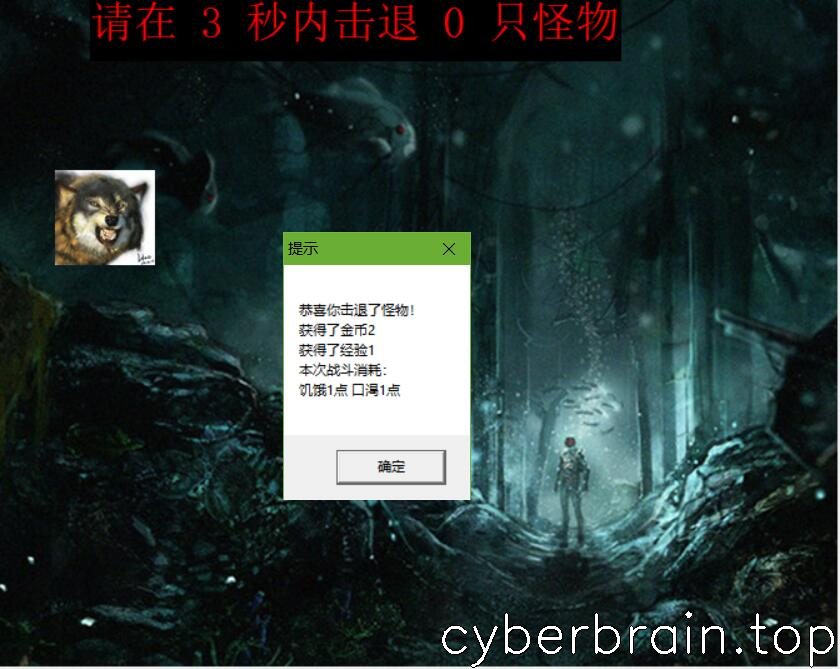 请在 3 秒内击退 0 只怪物
提示
恭喜你击退了怪物!
获得了金币2
获得了经验1
本次战斗消耗:
饥饿1点 口渴1点
确定
cyberbrain.top